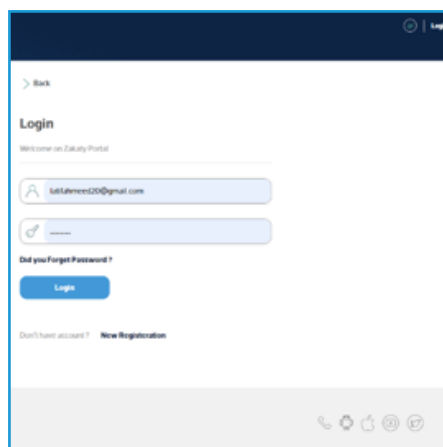 Back
Login
Welcome on Zakaty Portal
Did you Forget Password ?
Login
Don't have account ? New Registeration